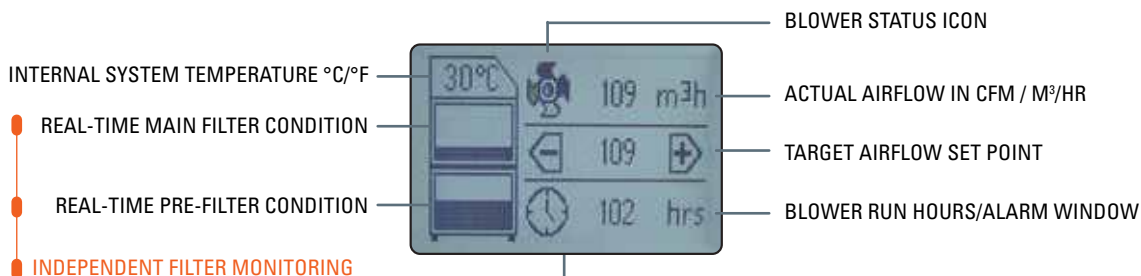 BLOWER STATUS ICON
INTERNAL SYSTEM TEMPERATURE °C/°F
30°C
109 m3h
ACTUAL AIRFLOW IN CFM / M³/HR
REAL-TIME MAIN FILTER CONDITION
- 109 +
TARGET AIRFLOW SET POINT
REAL-TIME PRE-FILTER CONDITION
102 hrs
BLOWER RUN HOURS/ALARM WINDOW
INDEPENDENT FILTER MONITORING